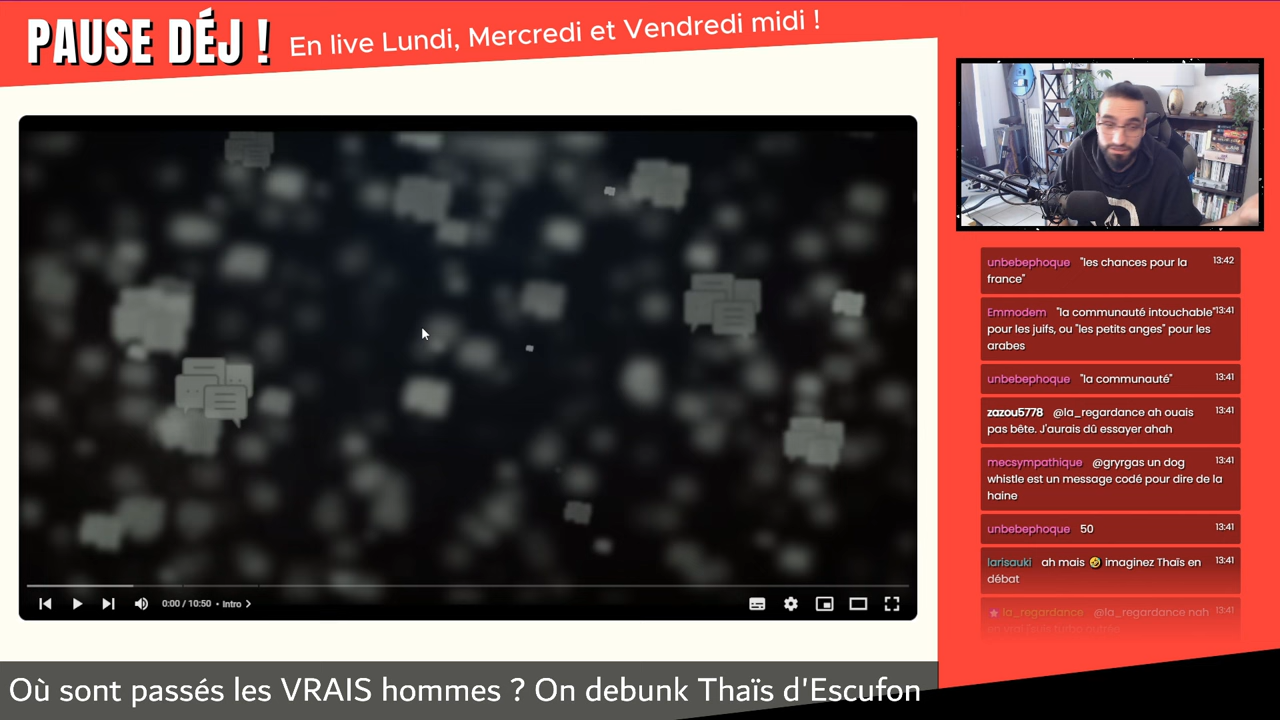 PAUSE DÉJ !
En live Lundi, Mercredi et Vendredi midi !
0:00 / 10:50 • Intro
unbebephoque "les chances pour la 13:42
france"
Emmodem "la communauté intouchable" 13:41
pour les juifs, ou "les petits anges" pour les
arabes
unbebephoque "la communauté" 13:41
zazou5778 @la_regardance ah ouais 13:41
pas bête. J'aurais dû essayer ahah
mecsympathique @gryrgas un dog 13:41
whistle est un message codé pour dire de la
haine
unbebephoque 50 13:41
larisauki ah mais 🤣 imaginez Thaïs en 13:41
débat
la_regardance @la_regardance nah 13:41
Où sont passés les VRAIS hommes ? On debunk Thaïs d'Escufon